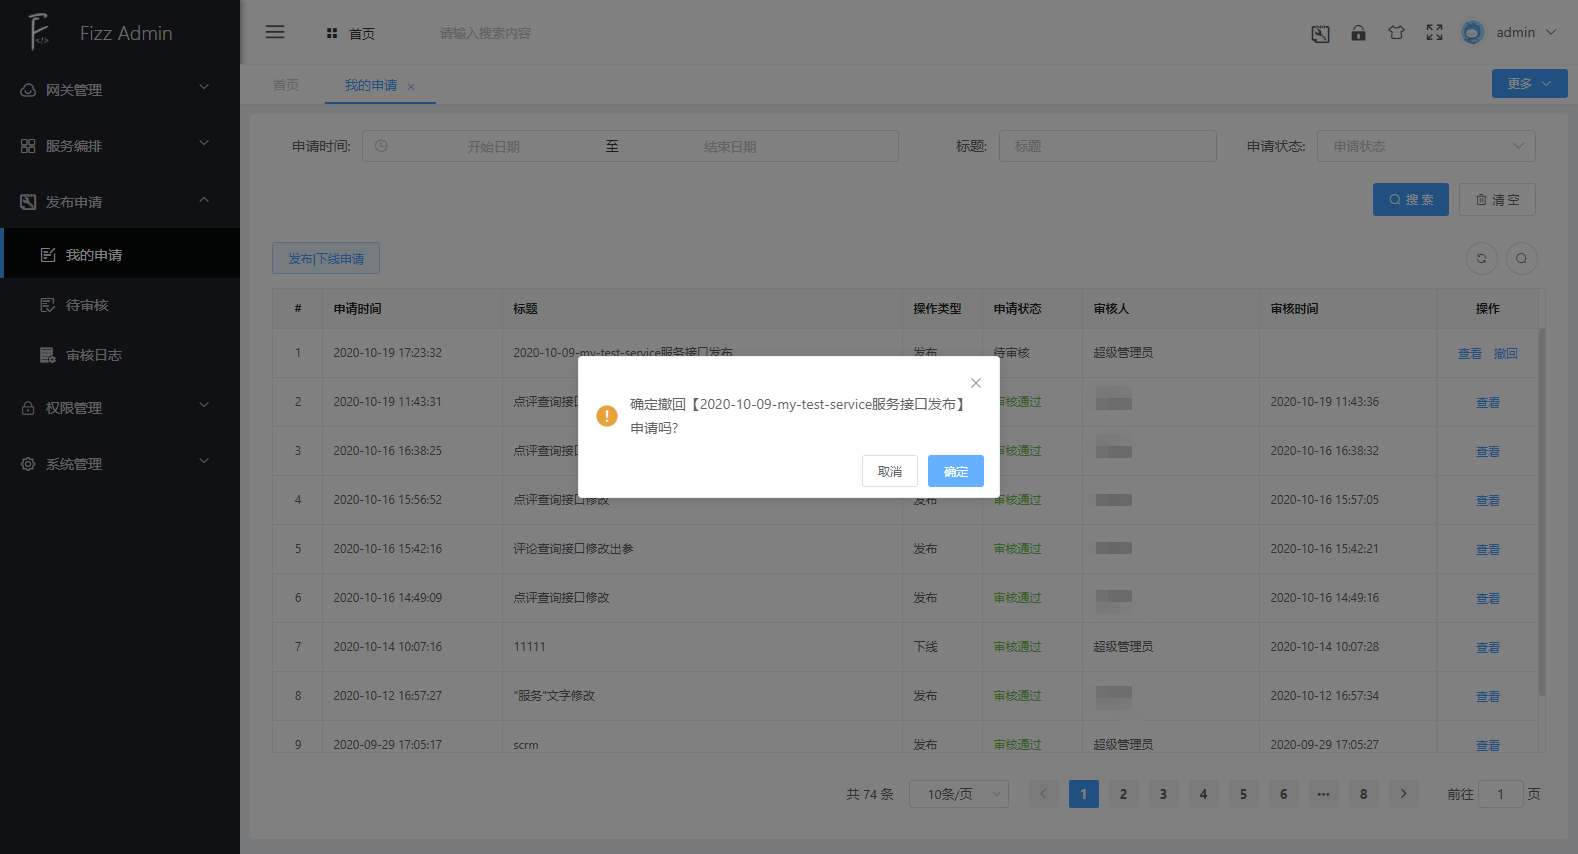 Fizz Admin
首页
请输入搜索内容
admin
网关管理
服务编排
发布申请
我的申请
待审核
审核日志
权限管理
系统管理
首页
我的申请
更多
申请时间:
开始日期
至
结束日期
标题:
标题
申请状态:
申请状态
搜索
清空
发布|下线申请
# 申请时间 标题 操作类型 申请状态 审核人 审核时间 操作
1 2020-10-19 17:23:32 2020-10-09-my-test-service服务接口发布 发布 待审核 超级管理员 查看 撤回
2 2020-10-19 11:43:31 点评查询接口 审核通过 2020-10-19 11:43:36 查看
3 2020-10-16 16:38:25 点评查询接口 审核通过 2020-10-16 16:38:32 查看
4 2020-10-16 15:56:52 点评查询接口修改 发布 审核通过 2020-10-16 15:57:05 查看
5 2020-10-16 15:42:16 评论查询接口修改出参 发布 审核通过 2020-10-16 15:42:21 查看
6 2020-10-16 14:49:09 点评查询接口修改 发布 审核通过 2020-10-16 14:49:16 查看
7 2020-10-14 10:07:16 11111 下线 审核通过 超级管理员 2020-10-14 10:07:28 查看
8 2020-10-12 16:57:27 "服务"文字修改 发布 审核通过 2020-10-12 16:57:34 查看
9 2020-09-29 17:05:17 scrm 发布 审核通过 超级管理员 2020-09-29 17:05:27 查看
确定撤回【2020-10-09-my-test-service服务接口发布】
申请吗?
取消 确定
共 74 条 10条/页 1 2 3 4 5 6 ··· 8 前往 1 页